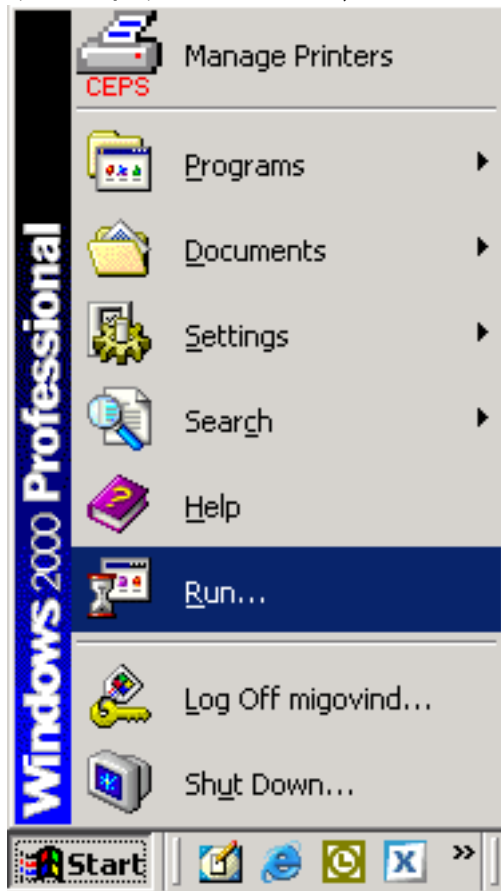 Manage Printers
CEPS
Programs
Documents
Settings
Search
Help
Run...
Log Off migovind...
Shut Down...
Windows 2000 Professional
Start